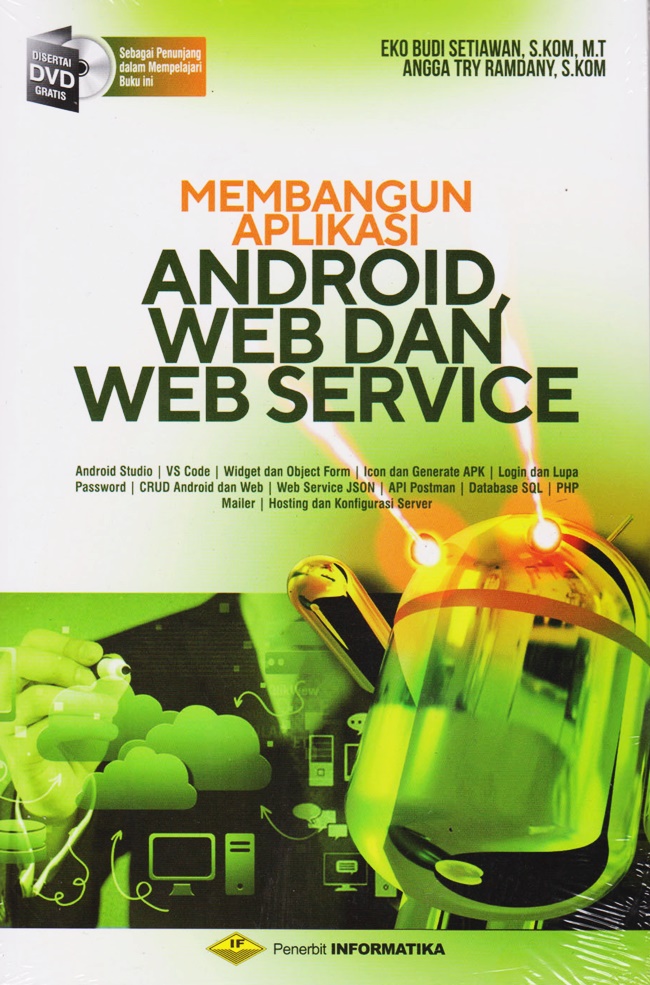 DISERTAI
DVD
GRATIS
Sebagai Penunjang
dalam Mempelajari
Buku ini
EKO BUDI SETIAWAN, S.KOM, M.T
ANGGA TRY RAMDANY, S.KOM
MEMBANGUN
APLIKASI
ANDROID,
WEB DAN
WEB SERVICE
Android Studio | VS Code | Widget dan Object Form | Icon dan Generate APK | Login dan Lupa
Password | CRUD Android dan Web | Web Service JSON | API Postman | Database SQL | PHP
Mailer | Hosting dan Konfigurasi Server
IF
Penerbit INFORMATIKA